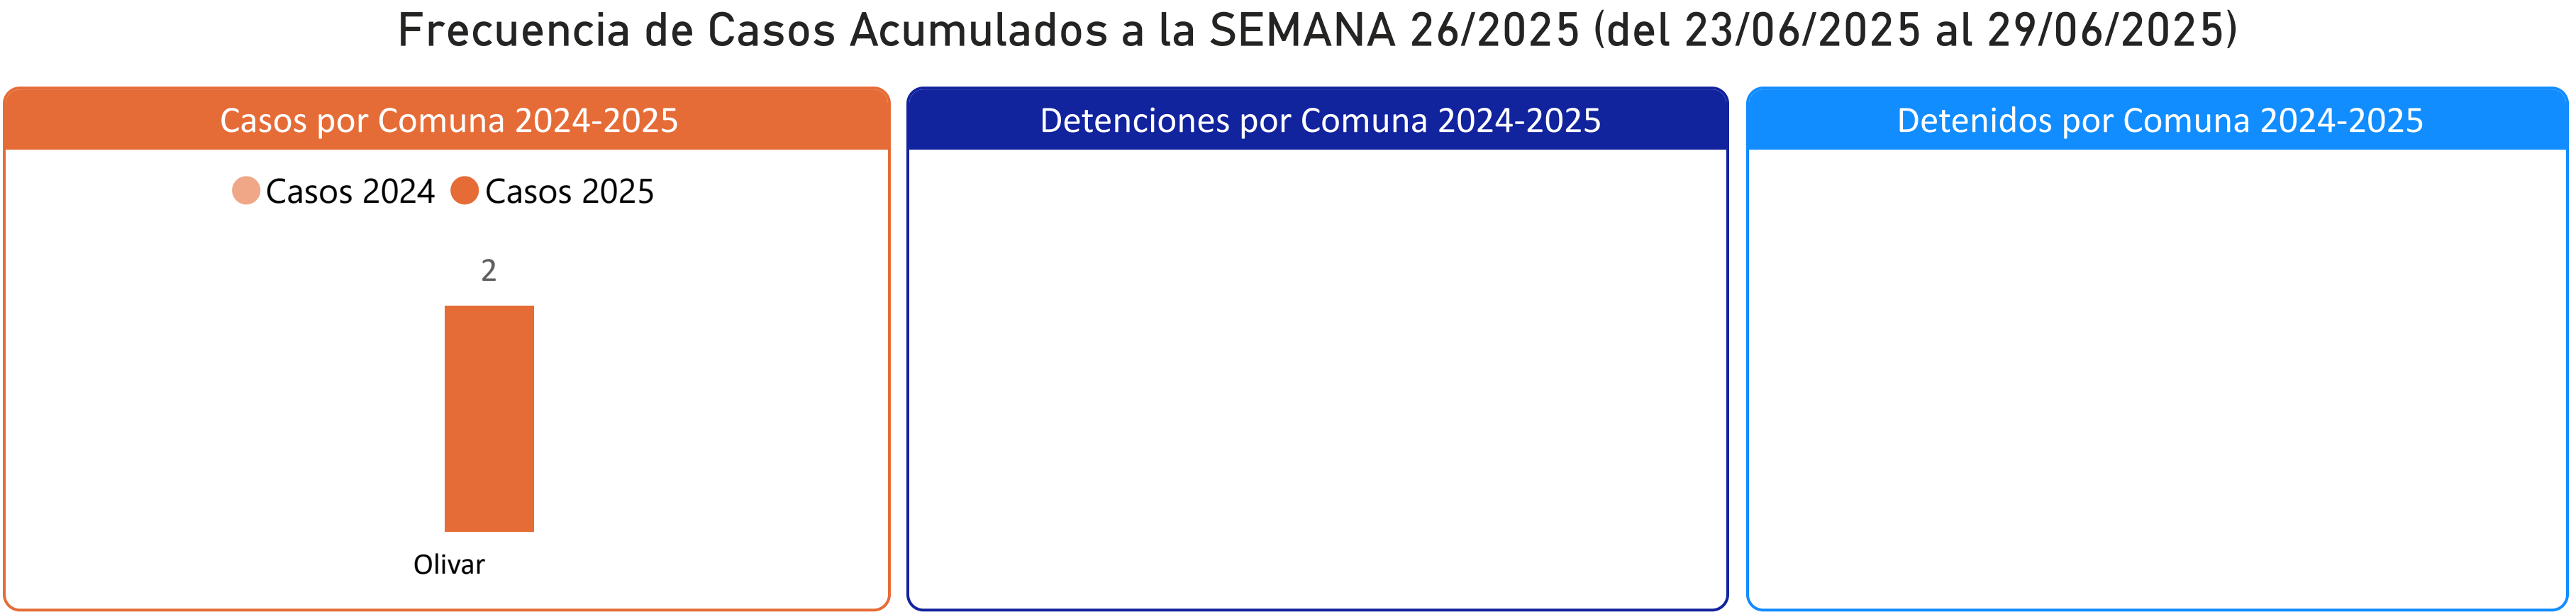 Frecuencia de Casos Acumulados a la SEMANA 26/2025 (del 23/06/2025 al 29/06/2025)
Casos por Comuna 2024-2025
Casos 2024 Casos 2025
2
Olivar
Detenciones por Comuna 2024-2025
Detenidos por Comuna 2024-2025